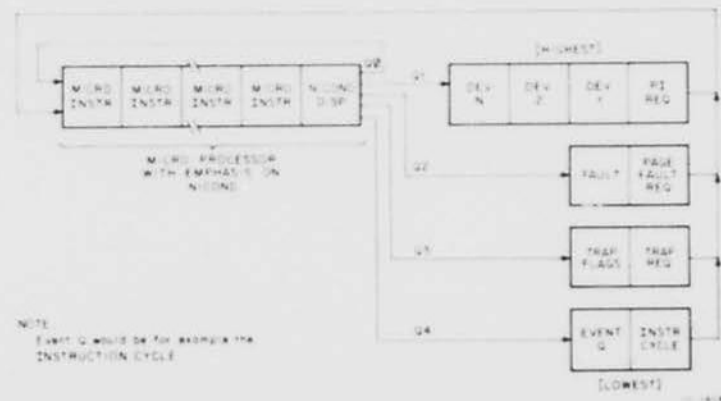 [HIGHEST]
Q0
Q1
MICRO
INSTR
MICRO
INSTR
MICRO
INSTR
MICRO
INSTR
NICOND
DISP
DEV
N
DEV
2
DEV
1
PI
REQ
MICRO PROCESSOR
WITH EMPHASIS ON
NICOND
Q2
FAULT
PAGE
FAULT
REQ
Q3
TRAP
FLAGS
TRAP
REQ
NOTE
Event Q would be for example the
INSTRUCTION CYCLE
Q4
EVENT
Q
INSTR
CYCLE
[LOWEST]